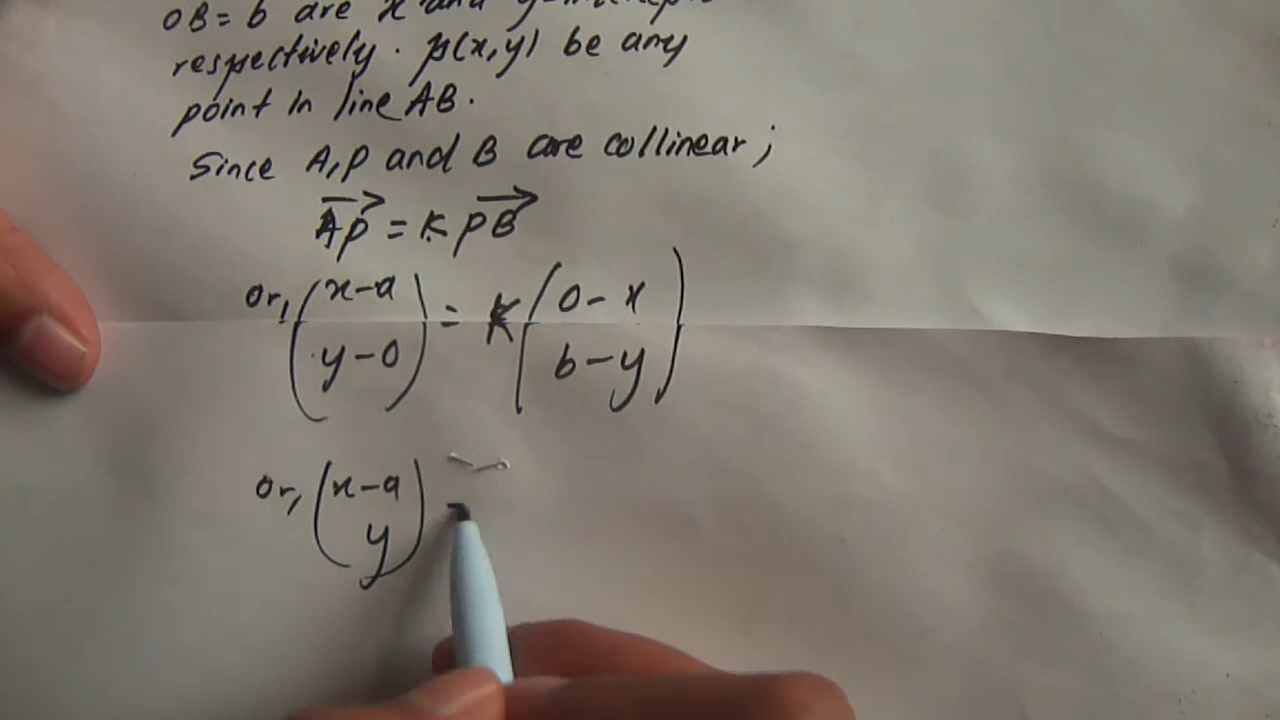 OB = b are x and y-intercepts
respectively. p(x,y) be any
point in line AB.
Since A,P and B are collinear;
AP = K PB
or, (x-a) = K (0-x)
(y-0) (b-y)
or, (x-a) -
(y)